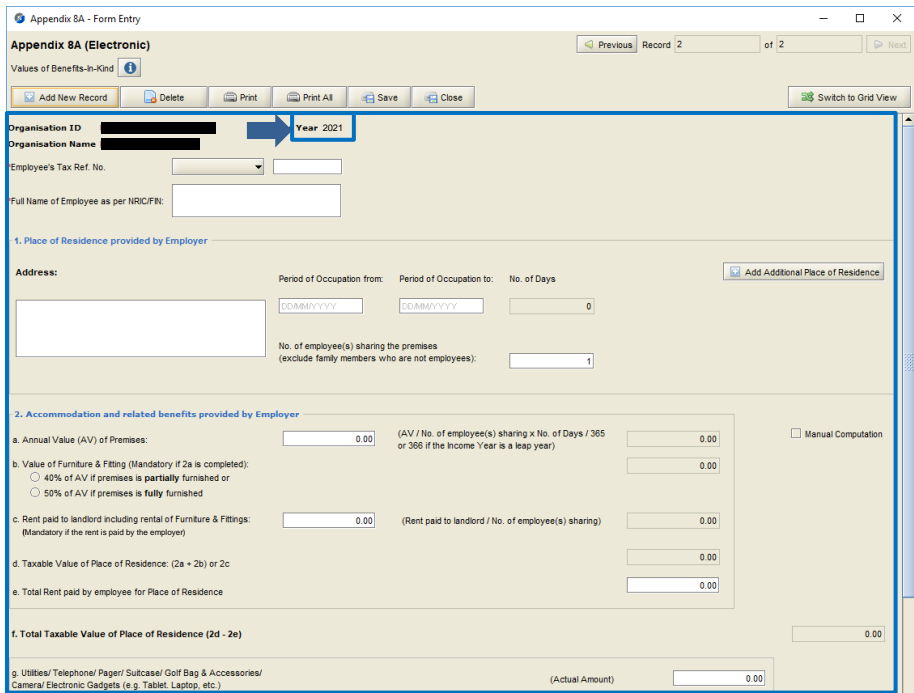 Appendix 8A - Form Entry
Appendix 8A (Electronic)
Previous Record 2 of 2 Next
Values of Benefits-In-Kind
Add New Record Delete Print Print All Save Close Switch to Grid View
Organisation ID Year 2021
Organisation Name
*Employee's Tax Ref. No.
*Full Name of Employee as per NRIC/FIN:
1. Place of Residence provided by Employer
Address:
Add Additional Place of Residence
Period of Occupation from: Period of Occupation to: No. of Days
DD/MM/YYYY DD/MM/YYYY 0
No. of employee(s) sharing the premises
(exclude family members who are not employees): 1
2. Accommodation and related benefits provided by Employer
a. Annual Value (AV) of Premises: 0.00 (AV / No. of employee(s) sharing x No. of Days / 365 0.00 Manual Computation
or 366 if the Income Year is a leap year)
b. Value of Furniture & Fitting (Mandatory if 2a is completed): 0.00
40% of AV if premises is partially furnished or
50% of AV if premises is fully furnished
c. Rent paid to landlord including rental of Furniture & Fittings: 0.00 (Rent paid to landlord / No. of employee(s) sharing) 0.00
(Mandatory if the rent is paid by the employer)
d. Taxable Value of Place of Residence: (2a + 2b) or 2c 0.00
e. Total Rent paid by employee for Place of Residence 0.00
f. Total Taxable Value of Place of Residence (2d - 2e) 0.00
g. Utilities/ Telephone/ Pager/ Suitcase/ Golf Bag & Accessories/
Camera/ Electronic Gadgets (e.g. Tablet. Laptop, etc.) (Actual Amount) 0.00